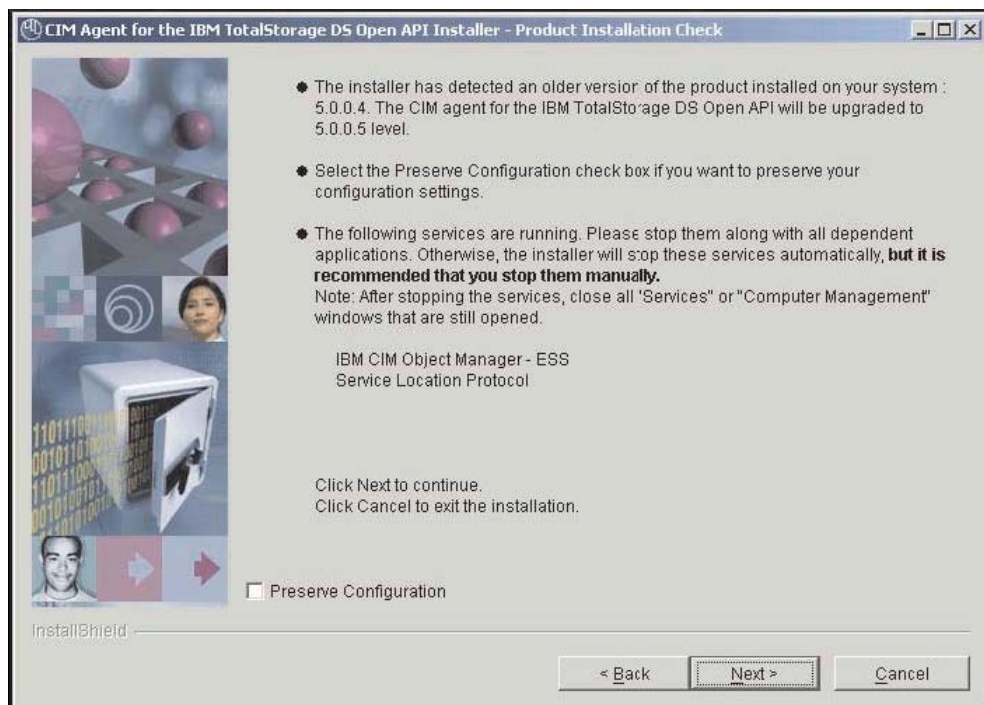 CIM Agent for the IBM TotalStorage DS Open API Installer - Product Installation Check
● The installer has detected an older version of the product installed on your system :
5.0.0.4. The CIM agent for the IBM TotalStorage DS Open API will be upgraded to
5.0.0.5 level.
● Select the Preserve Configuration check box if you want to preserve your
configuration settings.
● The following services are running. Please stop them along with all dependent
applications. Otherwise, the installer will stop these services automatically, but it is
recommended that you stop them manually.
Note: After stopping the services, close all "Services" or "Computer Management"
windows that are still opened.
IBM CIM Object Manager - ESS
Service Location Protocol
Click Next to continue.
Click Cancel to exit the installation.
Preserve Configuration
InstallShield
< Back
Next >
Cancel